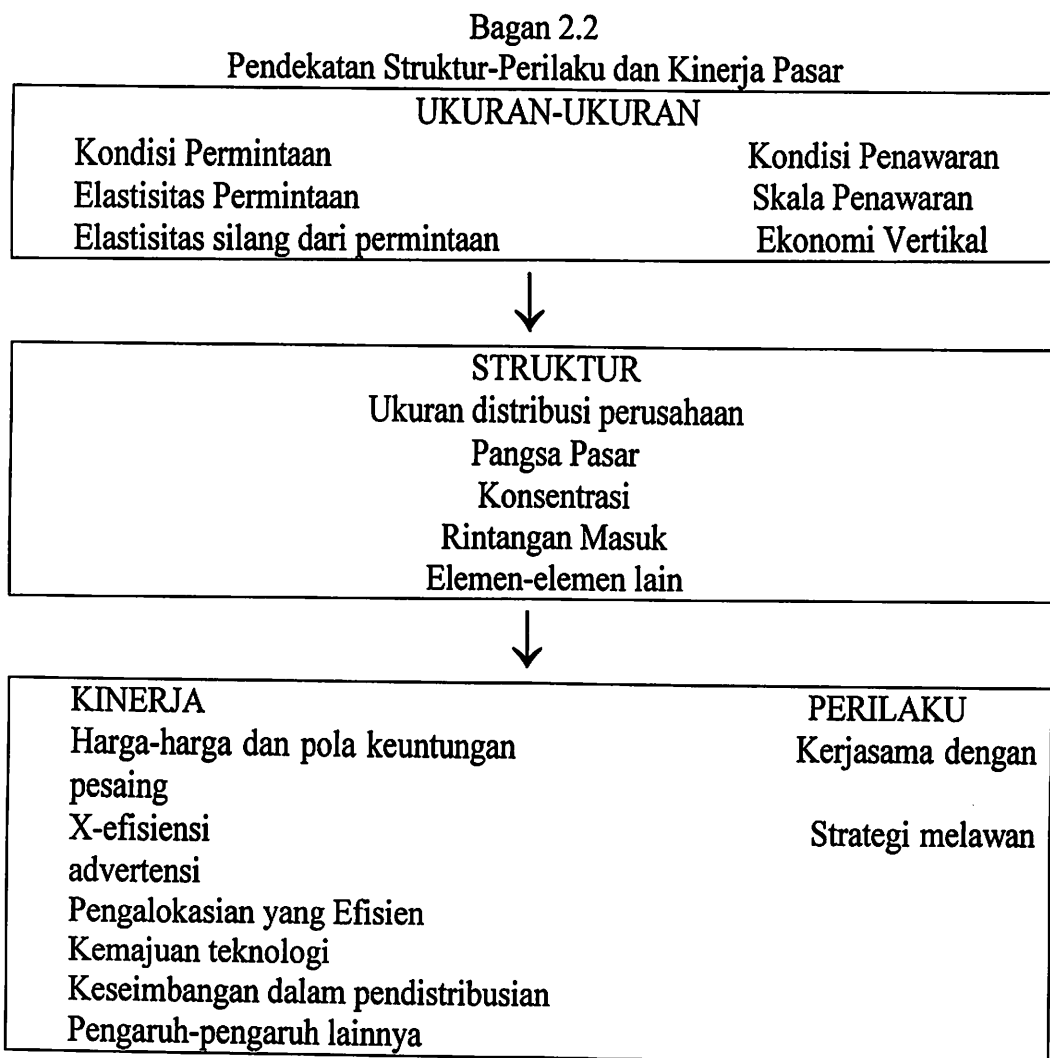 Bagan 2.2
Pendekatan Struktur-Perilaku dan Kinerja Pasar
UKURAN-UKURAN
Kondisi Permintaan Kondisi Penawaran
Elastisitas Permintaan Skala Penawaran
Elastisitas silang dari permintaan Ekonomi Vertikal
STRUKTUR
Ukuran distribusi perusahaan
Pangsa Pasar
Konsentrasi
Rintangan Masuk
Elemen-elemen lain
KINERJA PERILAKU
Harga-harga dan pola keuntungan Kerjasama dengan
pesaing
X-efisiensi Strategi melawan
advertensi
Pengalokasian yang Efisien
Kemajuan teknologi
Keseimbangan dalam pendistribusian
Pengaruh-pengaruh lainnya